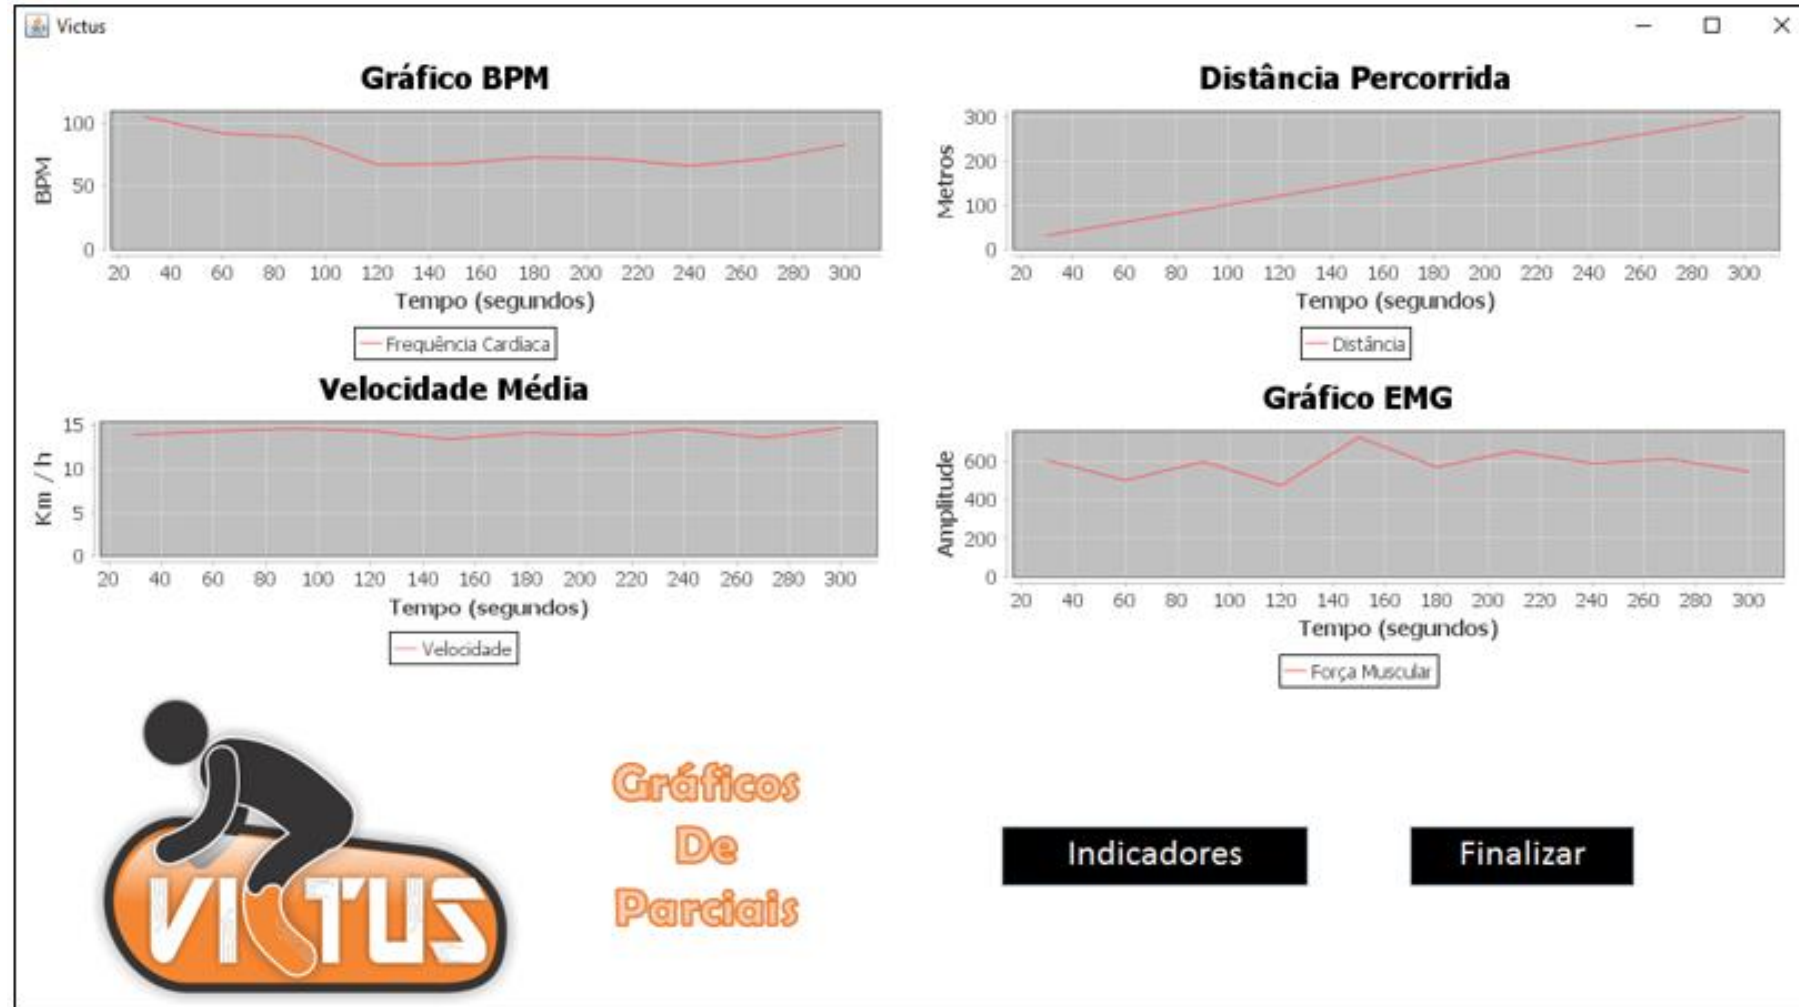 Victus
Gráfico BPM
BPM
100
50
0
20 40 60 80 100 120 140 160 180 200 220 240 260 280 300
Tempo (segundos)
Frequência Cardíaca
Distância Percorrida
Metros
300
200
100
0
20 40 60 80 100 120 140 160 180 200 220 240 260 280 300
Tempo (segundos)
Distância
Velocidade Média
Km / h
15
10
5
0
20 40 60 80 100 120 140 160 180 200 220 240 260 280 300
Tempo (segundos)
Velocidade
Gráfico EMG
Amplitude
600
400
200
0
20 40 60 80 100 120 140 160 180 200 220 240 260 280 300
Tempo (segundos)
Força Muscular
VICTUS
Gráficos
De
Parciais
Indicadores
Finalizar